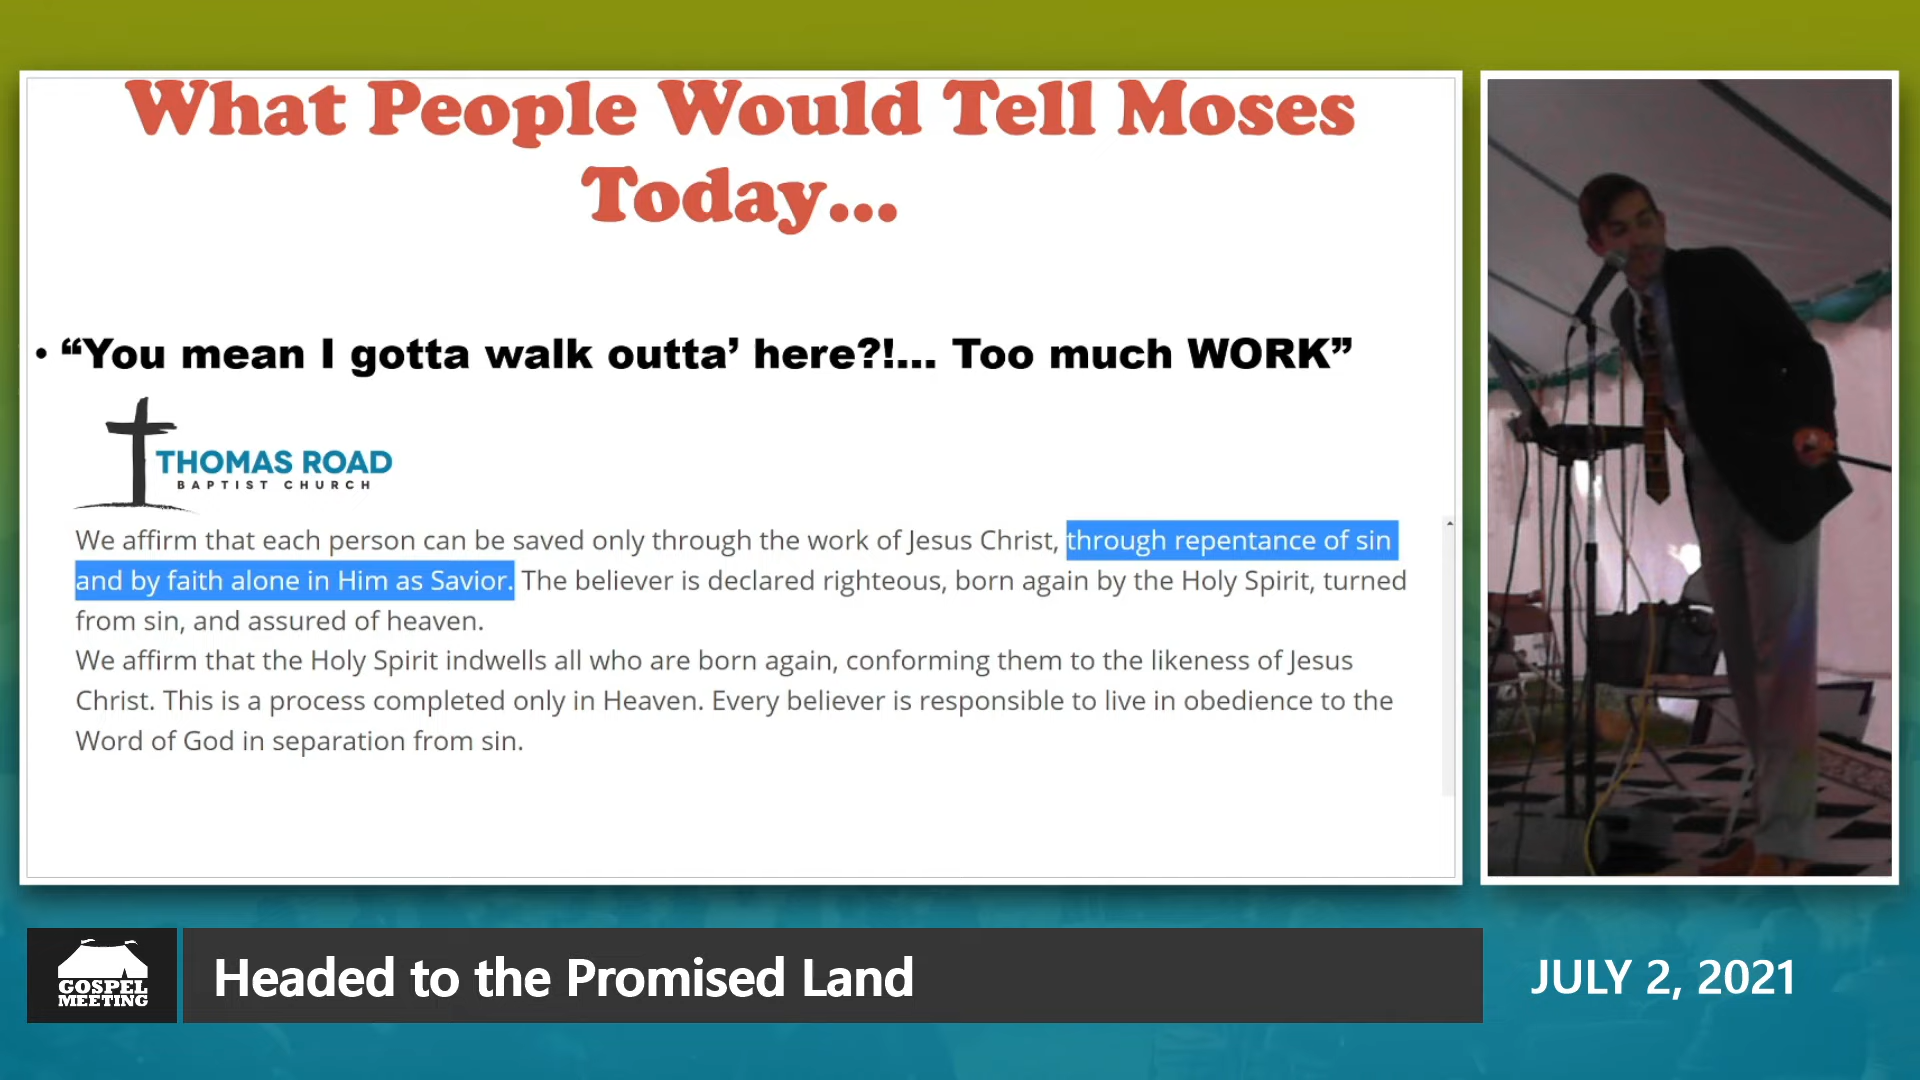 What People Would Tell Moses
Today...
• “You mean I gotta walk outta’ here?!... Too much WORK”
THOMAS ROAD
BAPTIST CHURCH
We affirm that each person can be saved only through the work of Jesus Christ, through repentance of sin
and by faith alone in Him as Savior. The believer is declared righteous, born again by the Holy Spirit, turned
from sin, and assured of heaven.
We affirm that the Holy Spirit indwells all who are born again, conforming them to the likeness of Jesus
Christ. This is a process completed only in Heaven. Every believer is responsible to live in obedience to the
Word of God in separation from sin.
GOSPEL
MEETING
Headed to the Promised Land
JULY 2, 2021